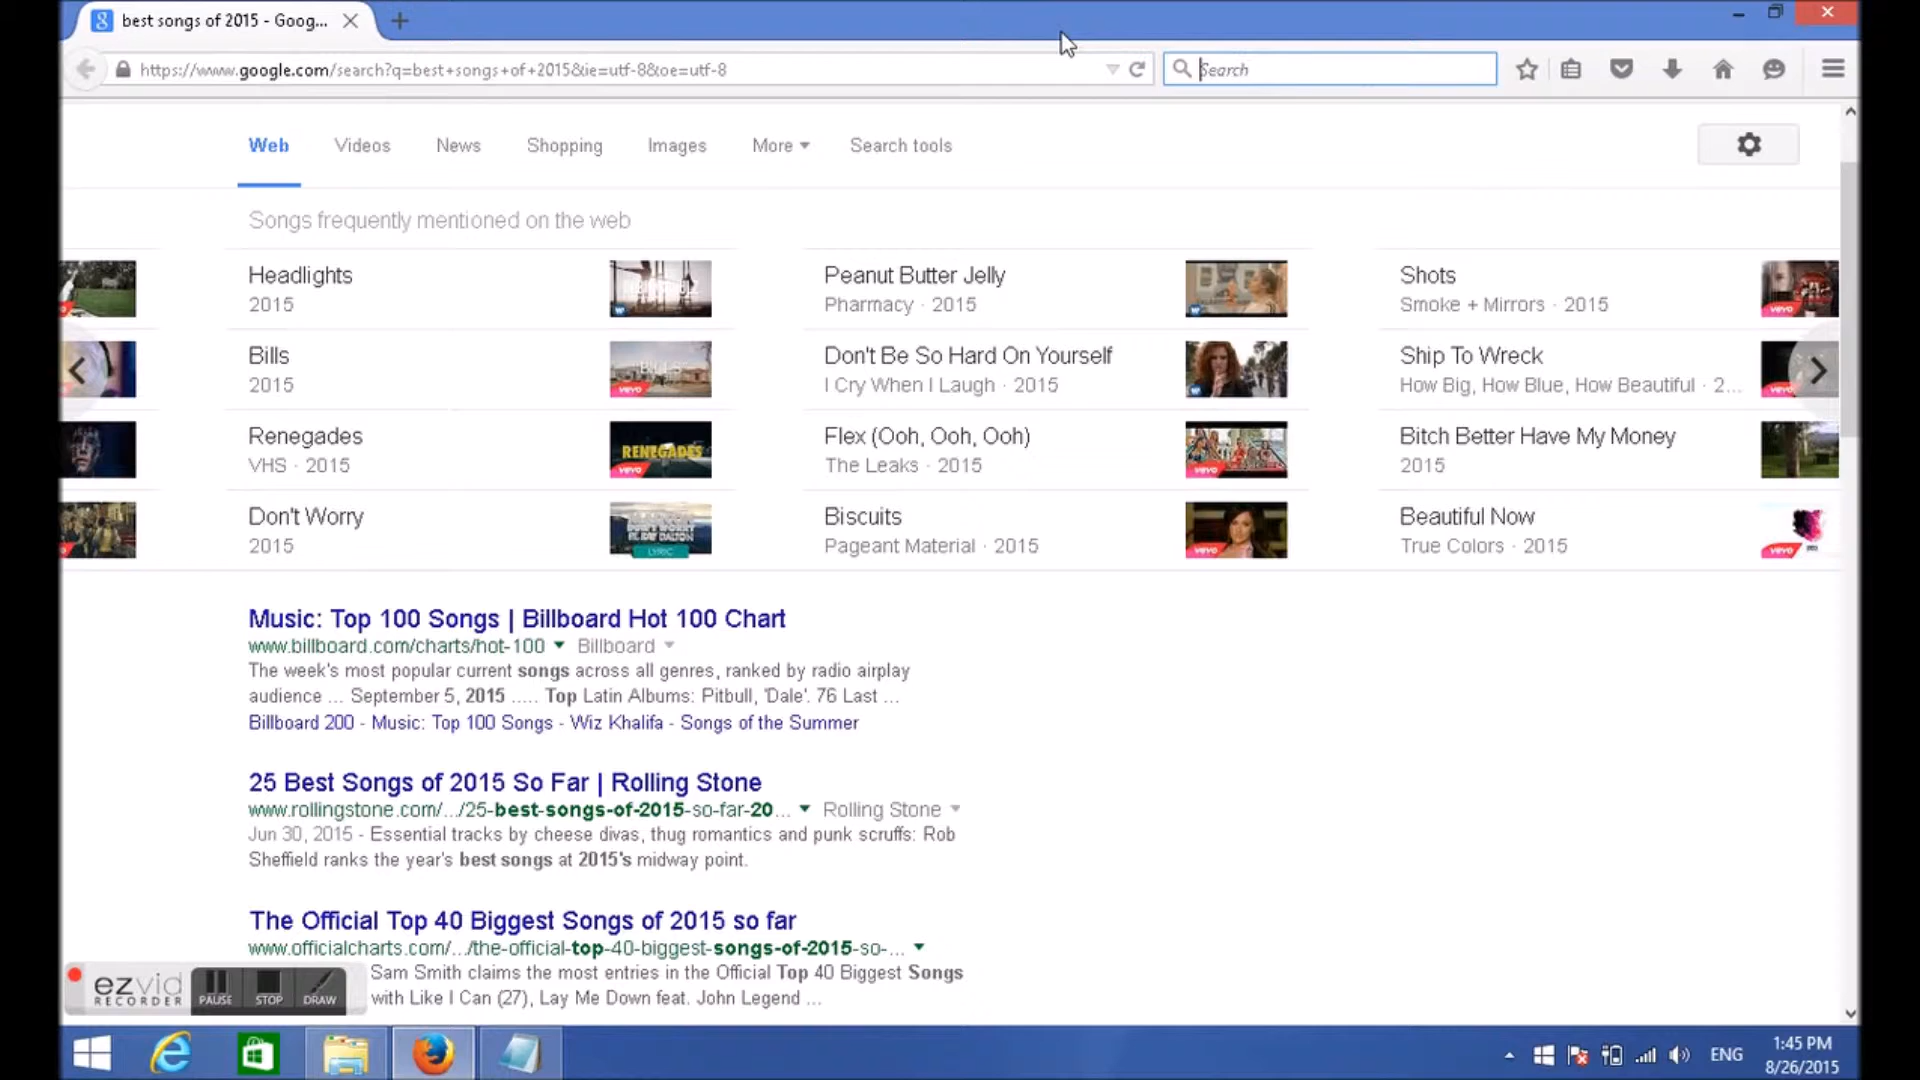 best songs of 2015 - Goog...
https://www.google.com/search?q=best+songs+of+2015&ie=utf-8&oe=utf-8
Search
Web Videos News Shopping Images More Search tools
Songs frequently mentioned on the web
Headlights
2015
Peanut Butter Jelly
Pharmacy · 2015
Shots
Smoke + Mirrors · 2015
Bills
2015
BILLS
Don't Be So Hard On Yourself
I Cry When I Laugh · 2015
Ship To Wreck
How Big, How Blue, How Beautiful · 2...
Renegades
VHS · 2015
RENEGADES
Flex (Ooh, Ooh, Ooh)
The Leaks · 2015
Bitch Better Have My Money
2015
Don't Worry
2015
LYRIC
Biscuits
Pageant Material · 2015
Beautiful Now
True Colors · 2015
vevo
vevo
vevo
vevo
vevo
vevo
vevo
Music: Top 100 Songs | Billboard Hot 100 Chart
www.billboard.com/charts/hot-100 Billboard
The week's most popular current songs across all genres, ranked by radio airplay
audience ... September 5, 2015 ..... Top Latin Albums: Pitbull, 'Dale'. 76 Last ...
Billboard 200 - Music: Top 100 Songs - Wiz Khalifa - Songs of the Summer
25 Best Songs of 2015 So Far | Rolling Stone
www.rollingstone.com/.../25-best-songs-of-2015-so-far-20... Rolling Stone
Jun 30, 2015 - Essential tracks by cheese divas, thug romantics and punk scruffs: Rob
Sheffield ranks the year's best songs at 2015's midway point.
The Official Top 40 Biggest Songs of 2015 so far
www.officialcharts.com/.../the-official-top-40-biggest-songs-of-2015-so-...
Sam Smith claims the most entries in the Official Top 40 Biggest Songs
with Like I Can (27), Lay Me Down feat. John Legend ...
ezvid
RECORDER
PAUSE STOP DRAW
ENG
1:45 PM
8/26/2015